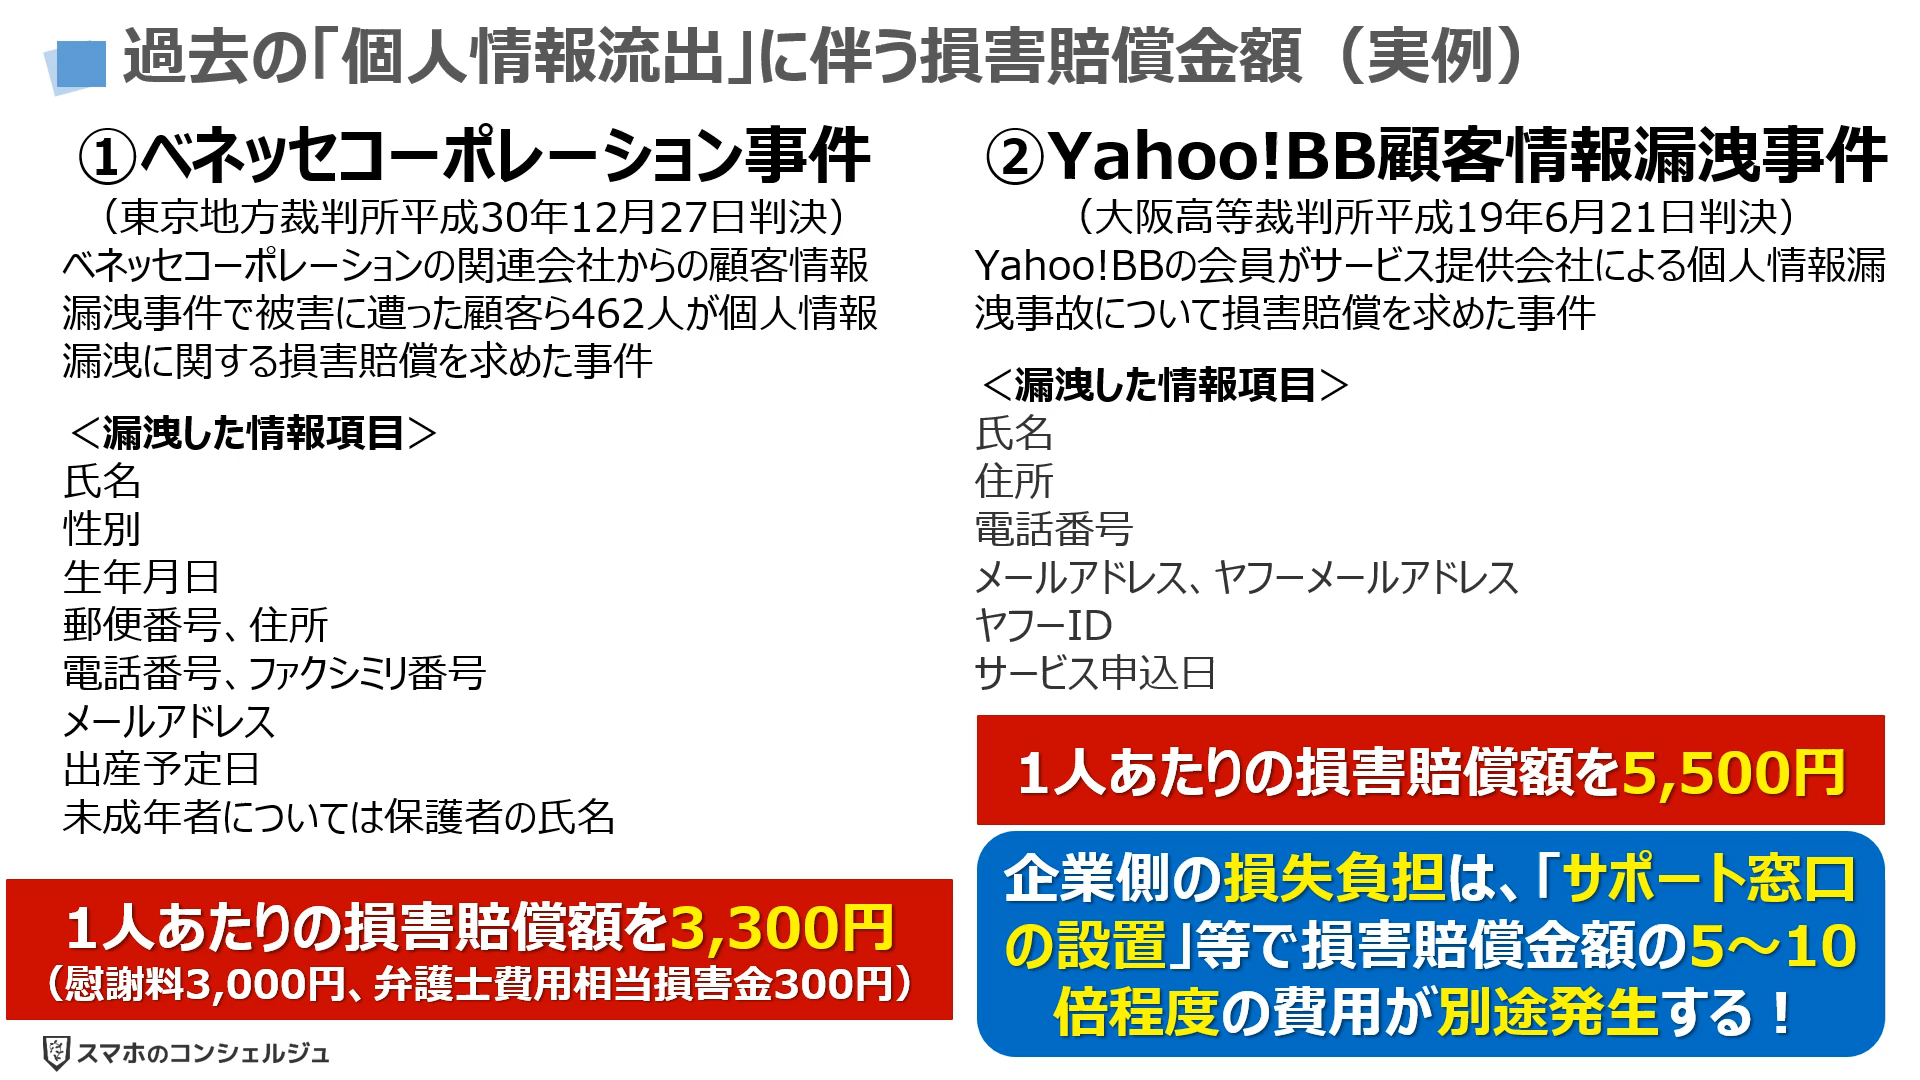 過去の「個人情報流出」に伴う損害賠償金額（実例）
①ベネッセコーポレーション事件
（東京地方裁判所平成30年12月27日判決）
ベネッセコーポレーションの関連会社からの顧客情報
漏洩事件で被害に遭った顧客ら462人が個人情報
漏洩に関する損害賠償を求めた事件
＜漏洩した情報項目＞
氏名
性別
生年月日
郵便番号、住所
電話番号、ファクシミリ番号
メールアドレス
出産予定日
未成年者については保護者の氏名
1人あたりの損害賠償額を3,300円
（慰謝料3,000円、弁護士費用相当損害金300円）
②Yahoo!BB顧客情報漏洩事件
（大阪高等裁判所平成19年6月21日判決）
Yahoo!BBの会員がサービス提供会社による個人情報漏
洩事故について損害賠償を求めた事件
＜漏洩した情報項目＞
氏名
住所
電話番号
メールアドレス、ヤフーメールアドレス
ヤフーID
サービス申込日
1人あたりの損害賠償額を5,500円
企業側の損失負担は、「サポート窓口
の設置」等で損害賠償金額の5～10
倍程度の費用が別途発生する！
スマホのコンシェルジュ